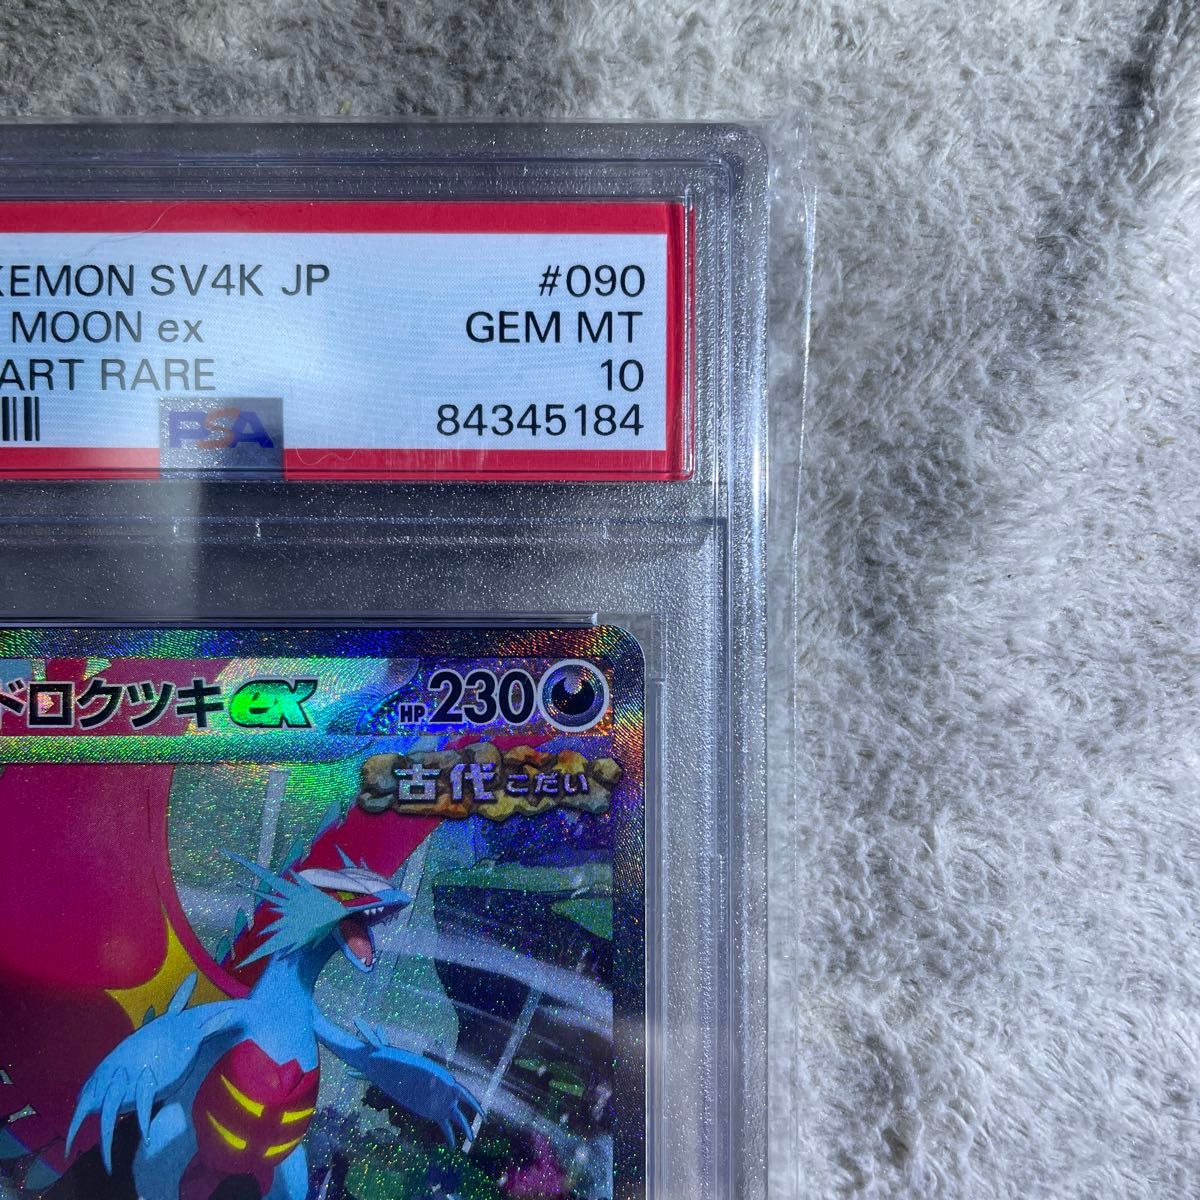 KEMON SV4K JP #090
MOON ex GEM MT
ART RARE 10
PSA 84345184
ドロクツキex HP230
古代こだい